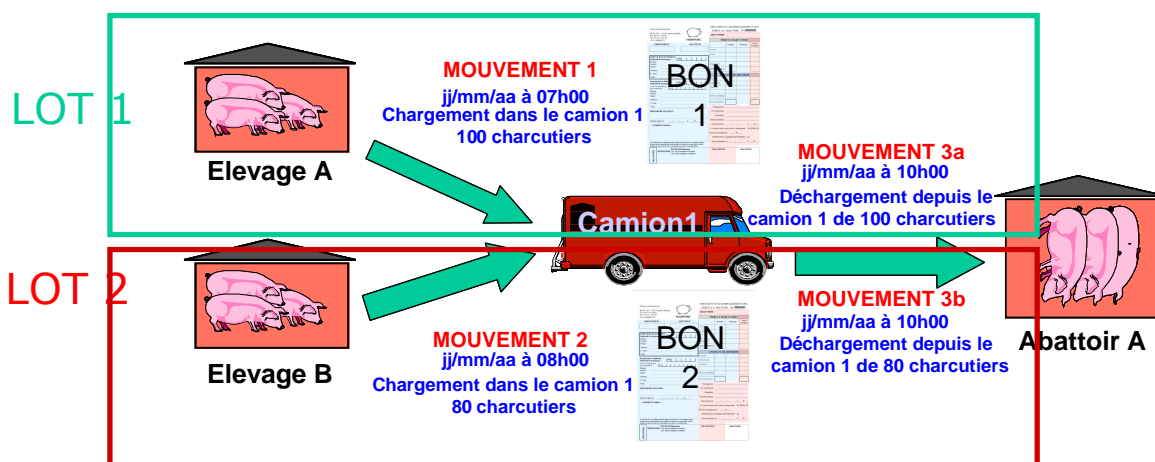 LOT 1
MOUVEMENT 1
jj/mm/aa à 07h00
Chargement dans le camion 1
100 charcutiers
BON
1
Elevage A
MOUVEMENT 3a
jj/mm/aa à 10h00
Déchargement depuis le
camion 1 de 100 charcutiers
Camion1
LOT 2
MOUVEMENT 2
jj/mm/aa à 08h00
Chargement dans le camion 1
80 charcutiers
BON
2
Elevage B
MOUVEMENT 3b
jj/mm/aa à 10h00
Déchargement depuis le
camion 1 de 80 charcutiers
Abattoir A